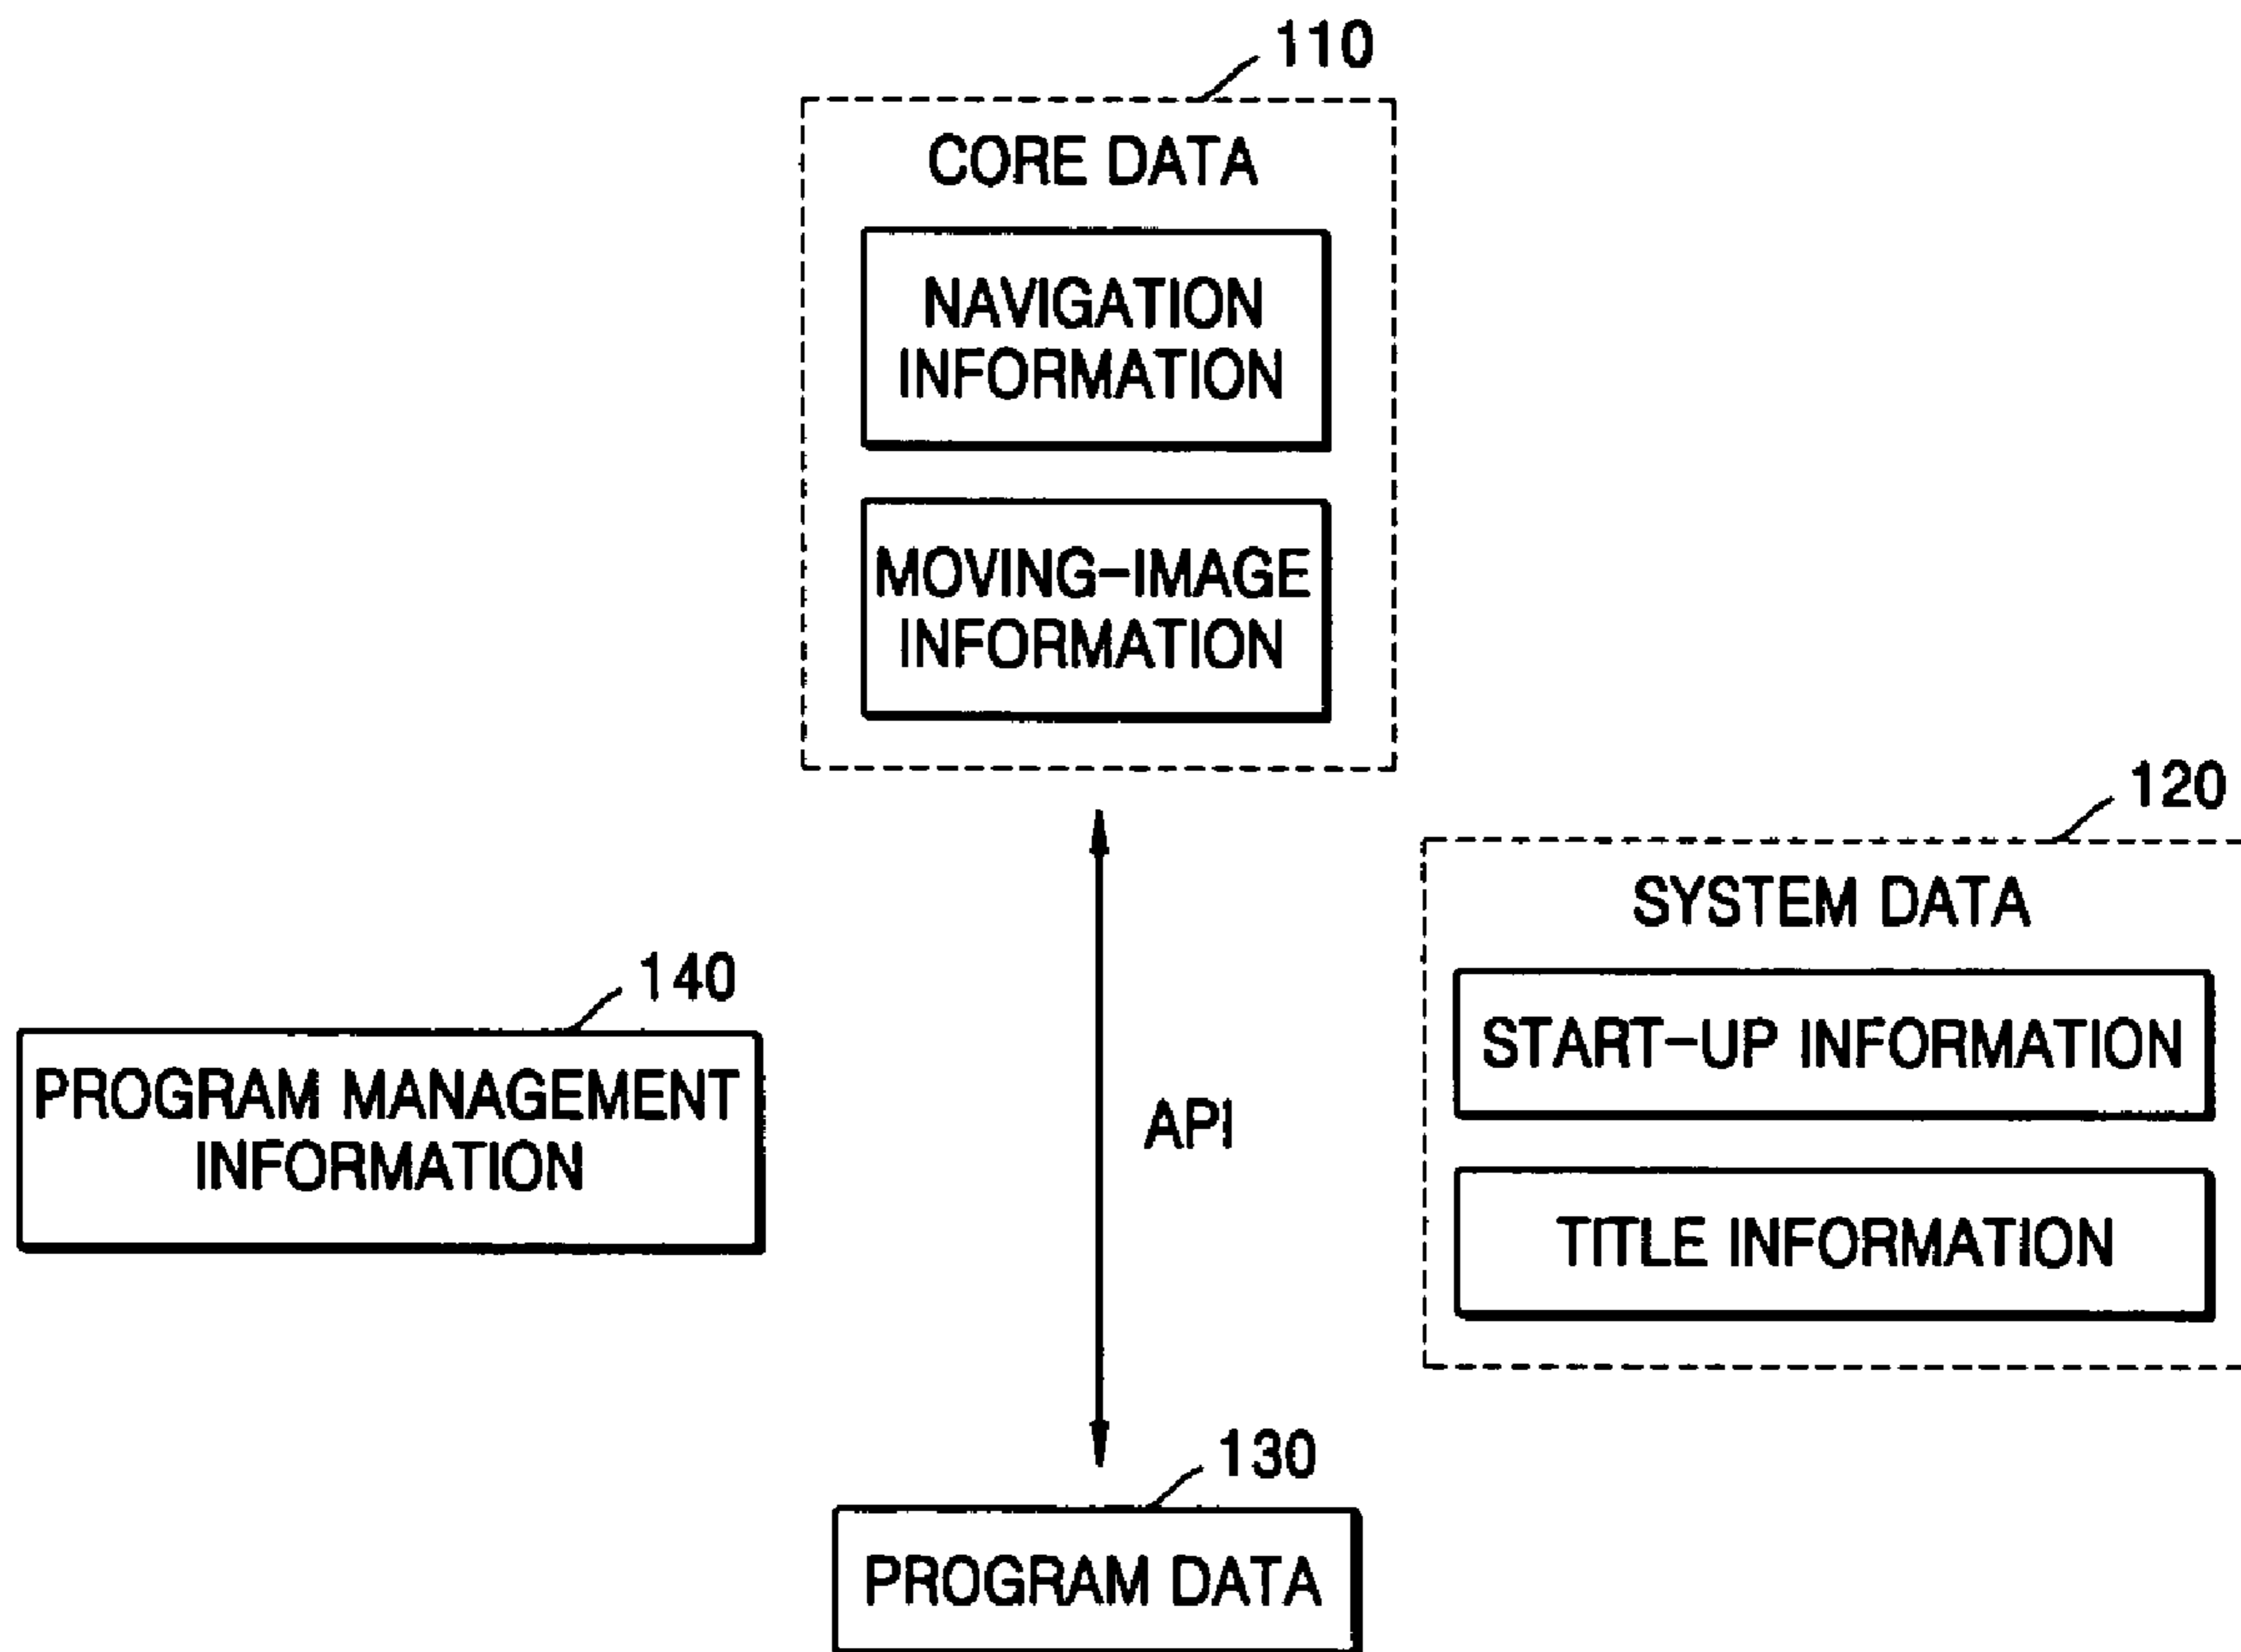 110
CORE DATA
NAVIGATION
INFORMATION
MOVING-IMAGE
INFORMATION
120
SYSTEM DATA
START-UP INFORMATION
TITLE INFORMATION
140
PROGRAM MANAGEMENT
INFORMATION
API
130
PROGRAM DATA